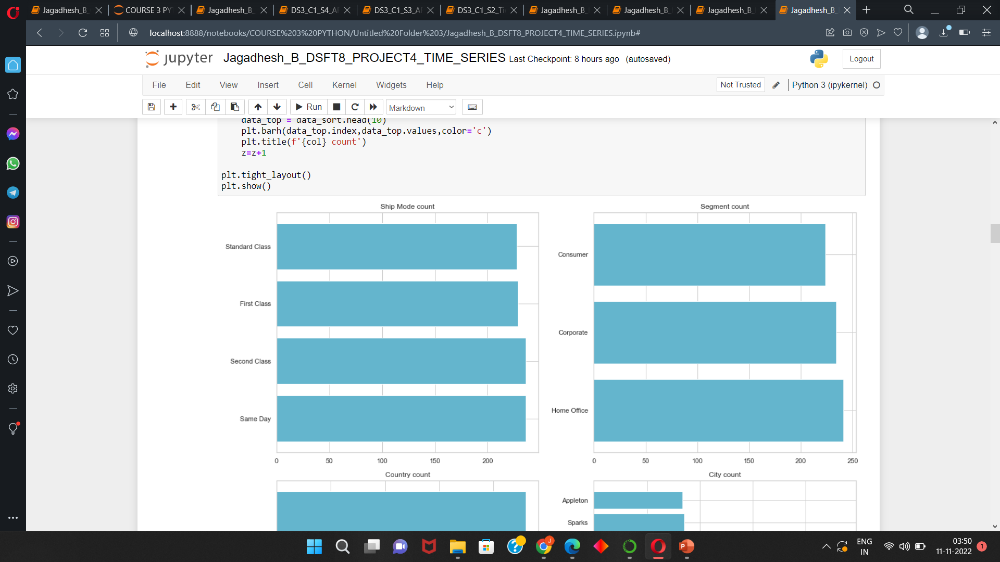 Jagadhesh_B_
COURSE 3 PY
Jagadhesh_B_
DS3_C1_S4_A
DS3_C1_S3_A
DS3_C1_S2_Ti
Jagadhesh_B_
Jagadhesh_B_
Jagadhesh_B_
Jagadhesh_B_
localhost:8888/notebooks/COURSE%203%20PYTHON/Untitled%20Folder%203/Jagadhesh_B_DSFT8_PROJECT4_TIME_SERIES.ipynb#
jupyter Jagadhesh_B_DSFT8_PROJECT4_TIME_SERIES Last Checkpoint: 8 hours ago (autosaved)
Logout
File Edit View Insert Cell Kernel Widgets Help
Not Trusted
Python 3 (ipykernel)
Run
Markdown
data_top = data_sort.head(10)
plt.barh(data_top.index,data_top.values,color='c')
plt.title(f'{col} count')
z=z+1
plt.tight_layout()
plt.show()
Ship Mode count
Standard Class
First Class
Second Class
Same Day
0 50 100 150 200
Segment count
Consumer
Corporate
Home Office
0 50 100 150 200 250
Country count
City count
Appleton
Sparks
J
P
ENG
IN
03:50
11-11-2022
1